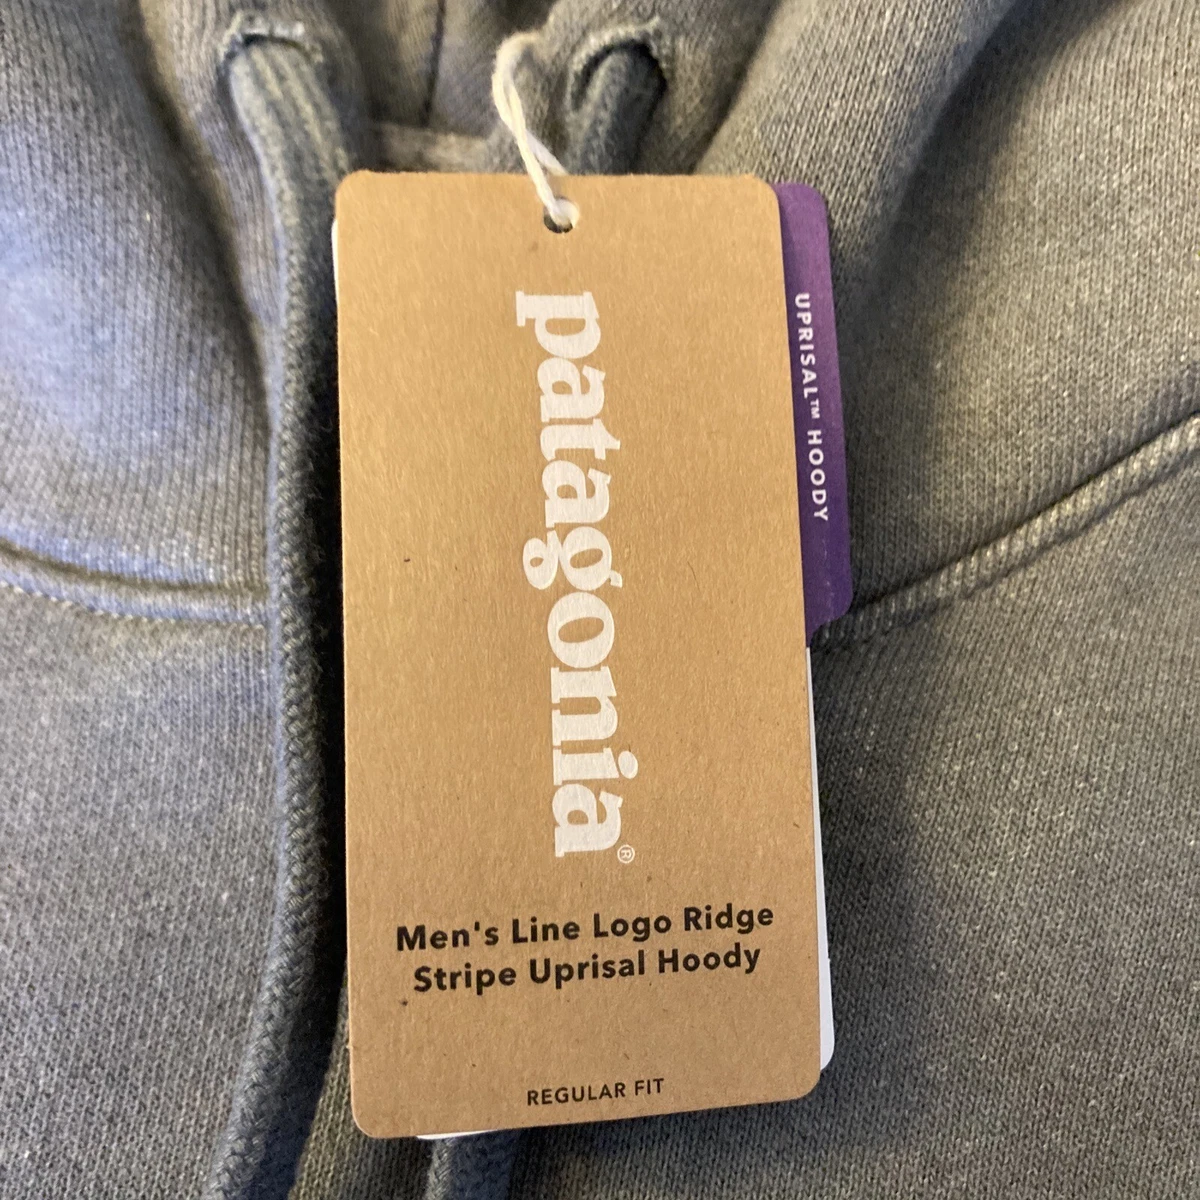 patagonia®
UPRISAL™ HOODY
Men's Line Logo Ridge
Stripe Uprisal Hoody
REGULAR FIT